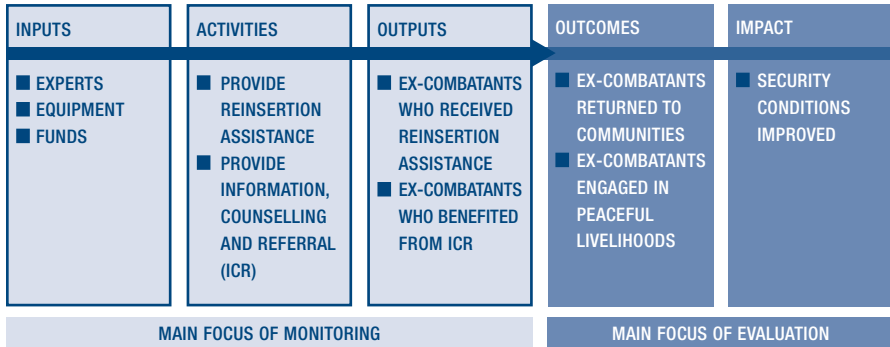 INPUTS
■ EXPERTS
■ EQUIPMENT
■ FUNDS
ACTIVITIES
■ PROVIDE
REINSERTION
ASSISTANCE
■ PROVIDE
INFORMATION,
COUNSELLING
AND REFERRAL
(ICR)
OUTPUTS
■ EX-COMBATANTS
WHO RECEIVED
REINSERTION
ASSISTANCE
■ EX-COMBATANTS
WHO BENEFITED
FROM ICR
OUTCOMES
■ EX-COMBATANTS
RETURNED TO
COMMUNITIES
■ EX-COMBATANTS
ENGAGED IN
PEACEFUL
LIVELIHOODS
IMPACT
■ SECURITY
CONDITIONS
IMPROVED
MAIN FOCUS OF MONITORING
MAIN FOCUS OF EVALUATION